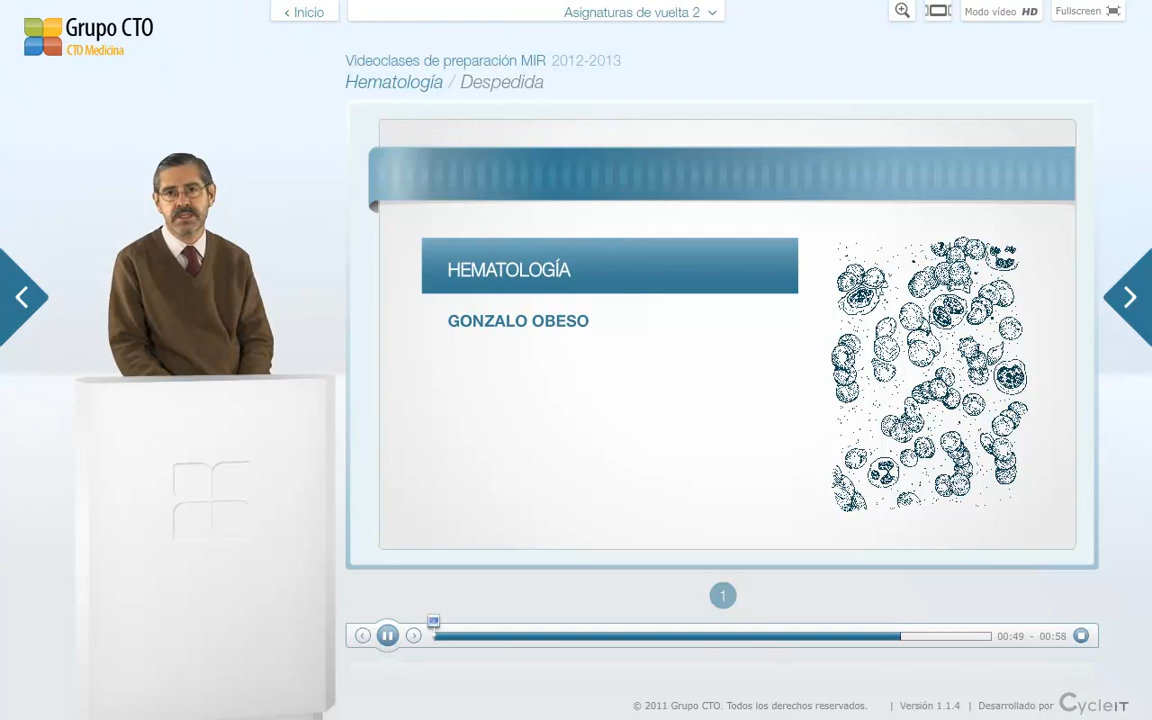 Grupo CTO
CTO Medicina
‹ Inicio
Asignaturas de vuelta 2
Modo vídeo HD
Fullscreen
Videoclases de preparación MIR 2012-2013
Hematología / Despedida
HEMATOLOGÍA
GONZALO OBESO
1
00:49 - 00:58
© 2011 Grupo CTO. Todos los derechos reservados. | Versión 1.1.4 | Desarrollado por CycleIT